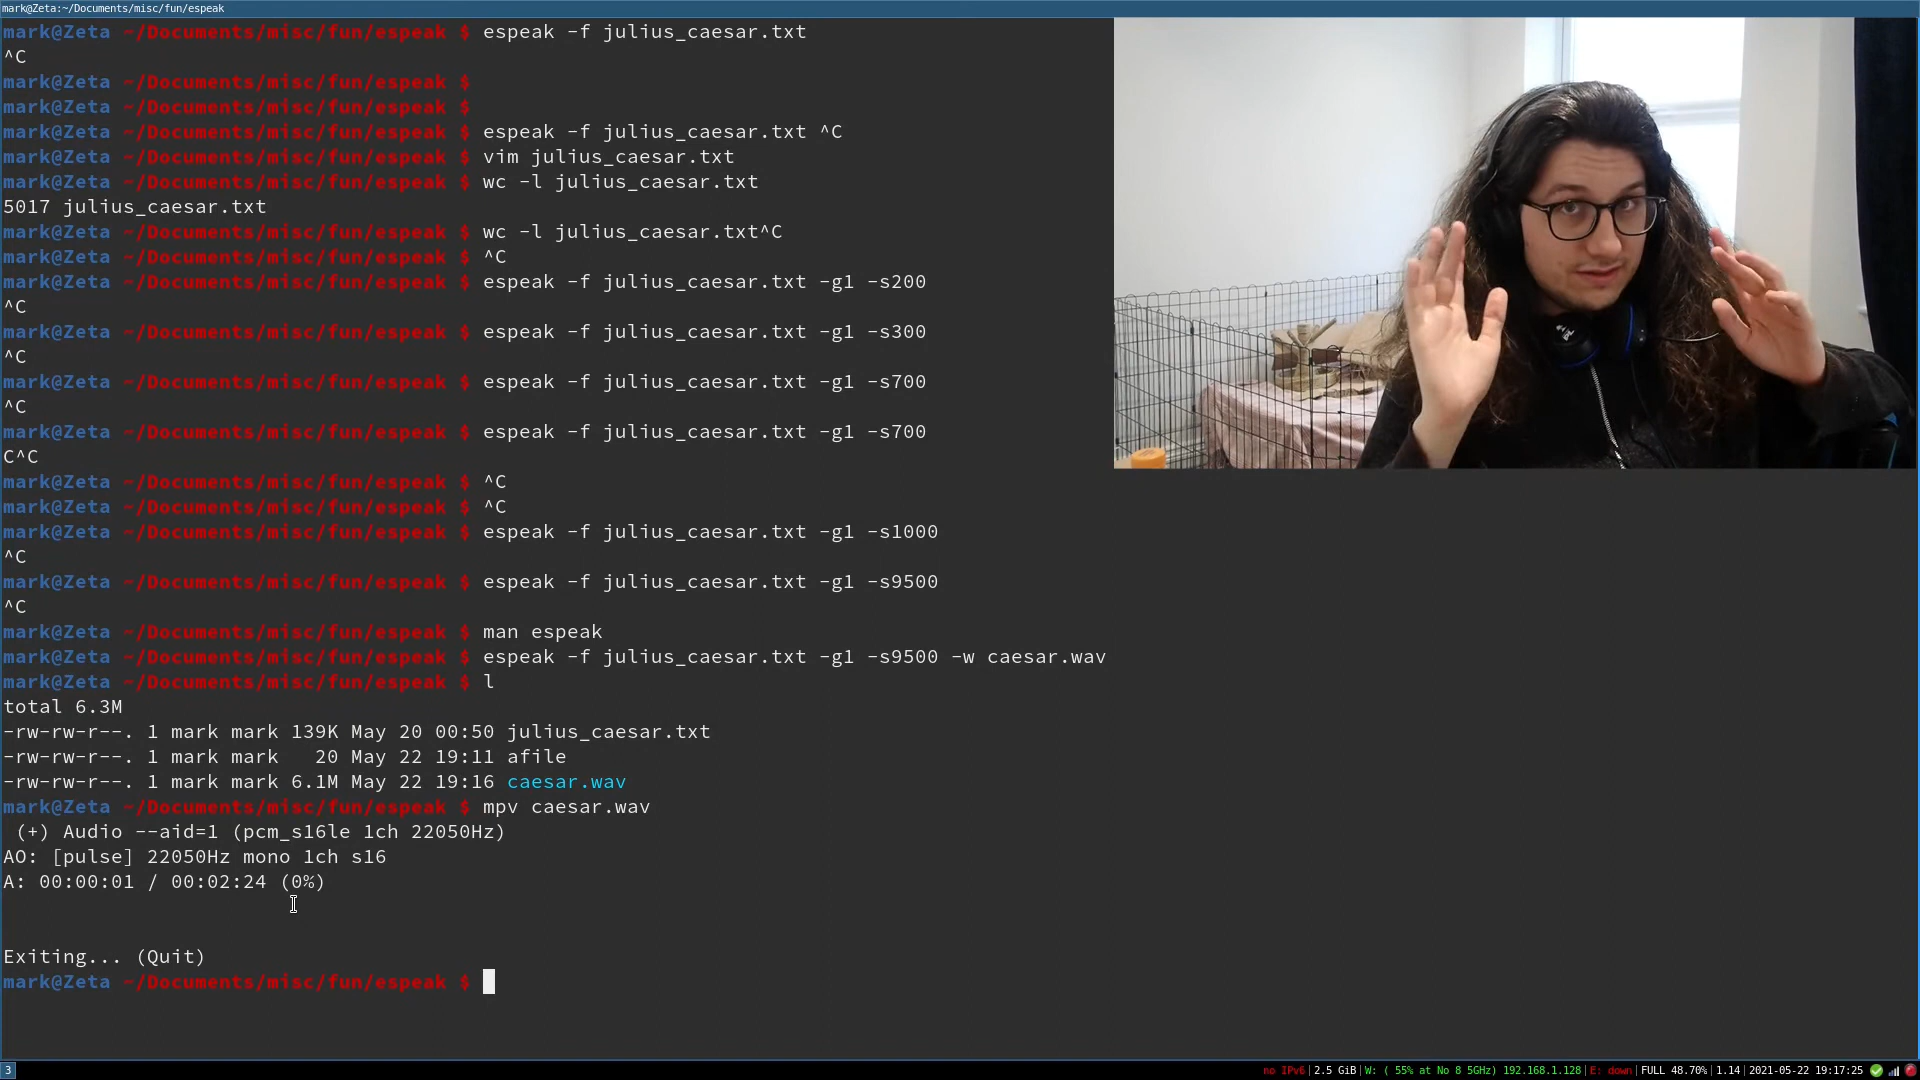 mark@Zeta:~/Documents/misc/fun/espeak
mark@Zeta ~/Documents/misc/fun/espeak $ espeak -f julius_caesar.txt
^C
mark@Zeta ~/Documents/misc/fun/espeak $
mark@Zeta ~/Documents/misc/fun/espeak $
mark@Zeta ~/Documents/misc/fun/espeak $ espeak -f julius_caesar.txt ^C
mark@Zeta ~/Documents/misc/fun/espeak $ vim julius_caesar.txt
mark@Zeta ~/Documents/misc/fun/espeak $ wc -l julius_caesar.txt
5017 julius_caesar.txt
mark@Zeta ~/Documents/misc/fun/espeak $ wc -l julius_caesar.txt^C
mark@Zeta ~/Documents/misc/fun/espeak $ ^C
mark@Zeta ~/Documents/misc/fun/espeak $ espeak -f julius_caesar.txt -g1 -s200
^C
mark@Zeta ~/Documents/misc/fun/espeak $ espeak -f julius_caesar.txt -g1 -s300
^C
mark@Zeta ~/Documents/misc/fun/espeak $ espeak -f julius_caesar.txt -g1 -s700
^C
mark@Zeta ~/Documents/misc/fun/espeak $ espeak -f julius_caesar.txt -g1 -s700
C^C
mark@Zeta ~/Documents/misc/fun/espeak $ ^C
mark@Zeta ~/Documents/misc/fun/espeak $ ^C
mark@Zeta ~/Documents/misc/fun/espeak $ espeak -f julius_caesar.txt -g1 -s1000
^C
mark@Zeta ~/Documents/misc/fun/espeak $ espeak -f julius_caesar.txt -g1 -s9500
^C
mark@Zeta ~/Documents/misc/fun/espeak $ man espeak
mark@Zeta ~/Documents/misc/fun/espeak $ espeak -f julius_caesar.txt -g1 -s9500 -w caesar.wav
mark@Zeta ~/Documents/misc/fun/espeak $ l
total 6.3M
-rw-rw-r--. 1 mark mark 139K May 20 00:50 julius_caesar.txt
-rw-rw-r--. 1 mark mark   20 May 22 19:11 afile
-rw-rw-r--. 1 mark mark 6.1M May 22 19:16 caesar.wav
mark@Zeta ~/Documents/misc/fun/espeak $ mpv caesar.wav
 (+) Audio --aid=1 (pcm_s16le 1ch 22050Hz)
AO: [pulse] 22050Hz mono 1ch s16
A: 00:00:01 / 00:02:24 (0%)
Exiting... (Quit)
mark@Zeta ~/Documents/misc/fun/espeak $
3 no IPv6|2.5 GiB|W: ( 55% at No 8 5GHz) 192.168.1.128|E: down|FULL 48.70%|1.14|2021-05-22 19:17:25